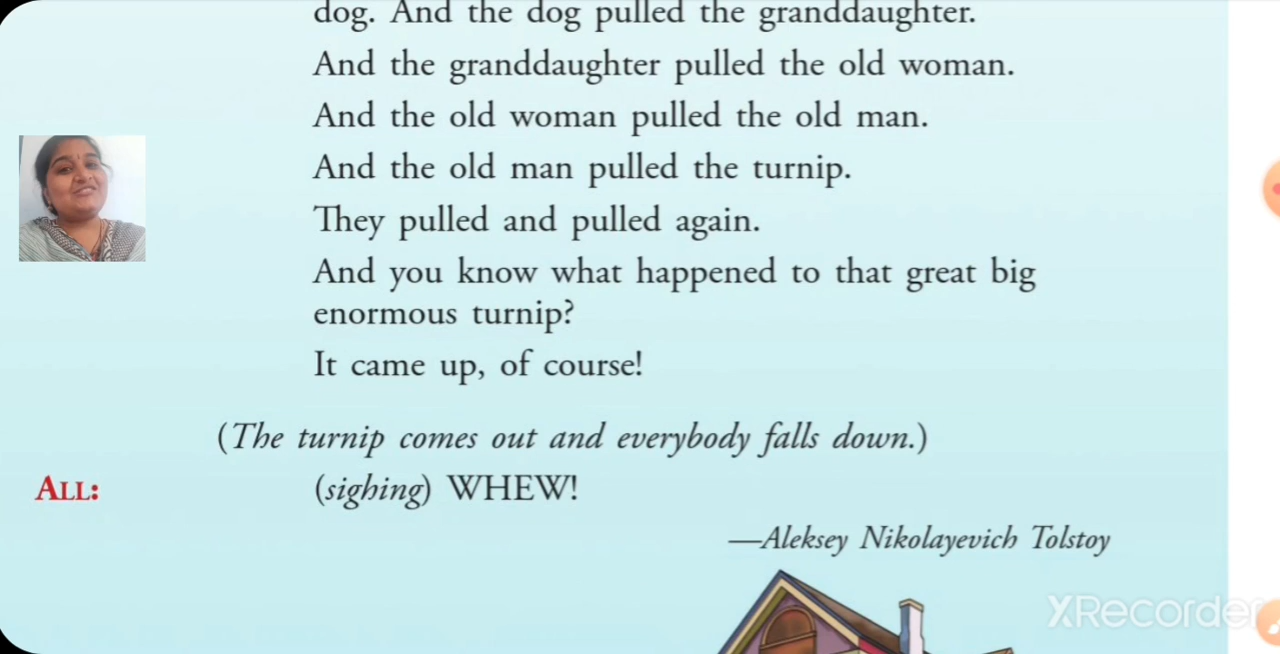 dog. And the dog pulled the granddaughter.
And the granddaughter pulled the old woman.
And the old woman pulled the old man.
And the old man pulled the turnip.
They pulled and pulled again.
And you know what happened to that great big
enormous turnip?
It came up, of course!
(The turnip comes out and everybody falls down.)
ALL: (sighing) WHEW!
—Aleksey Nikolayevich Tolstoy
XRecorder